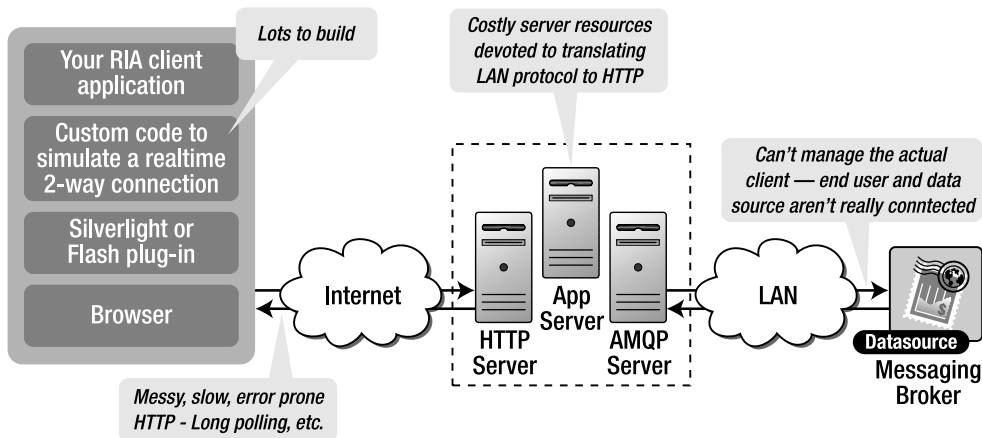 Lots to build
Your RIA client
application
Custom code to
simulate a realtime
2-way connection
Silverlight or
Flash plug-in
Browser
Messy, slow, error prone
HTTP - Long polling, etc.
Internet
Costly server resources
devoted to translating
LAN protocol to HTTP
HTTP
Server
App
Server
AMQP
Server
LAN
Can't manage the actual
client — end user and data
source aren't really conntected
$
Datasource
Messaging
Broker